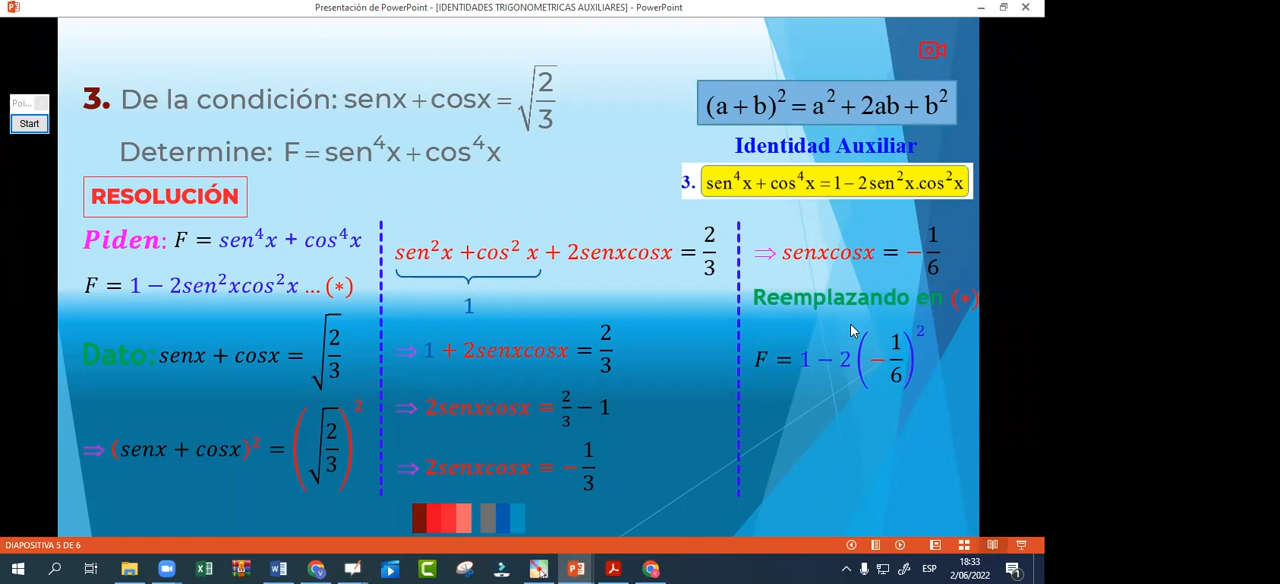 Presentación de PowerPoint - [IDENTIDADES TRIGONOMETRICAS AUXILIARES] - PowerPoint
Poi...
Start
3. De la condición: senx + cosx = √(2/3)
Determine: F = sen⁴x + cos⁴x
RESOLUCIÓN
(a + b)² = a² + 2ab + b²
Identidad Auxiliar
3. sen⁴x + cos⁴x = 1 − 2sen²x.cos²x
Piden: F = sen⁴x + cos⁴x
F = 1 − 2sen²xcos²x ... (*)
Dato: senx + cosx = √(2/3)
⇒ (senx + cosx)² = (√(2/3))²
sen²x + cos² x + 2senxcosx = 2/3
1
⇒ 1 + 2senxcosx = 2/3
⇒ 2senxcosx = 2/3 − 1
⇒ 2senxcosx = − 1/3
⇒ senxcosx = − 1/6
Reemplazando en (*)
F = 1 − 2(− 1/6)²
DIAPOSITIVA 5 DE 6
ESP
18:33
2/06/2022